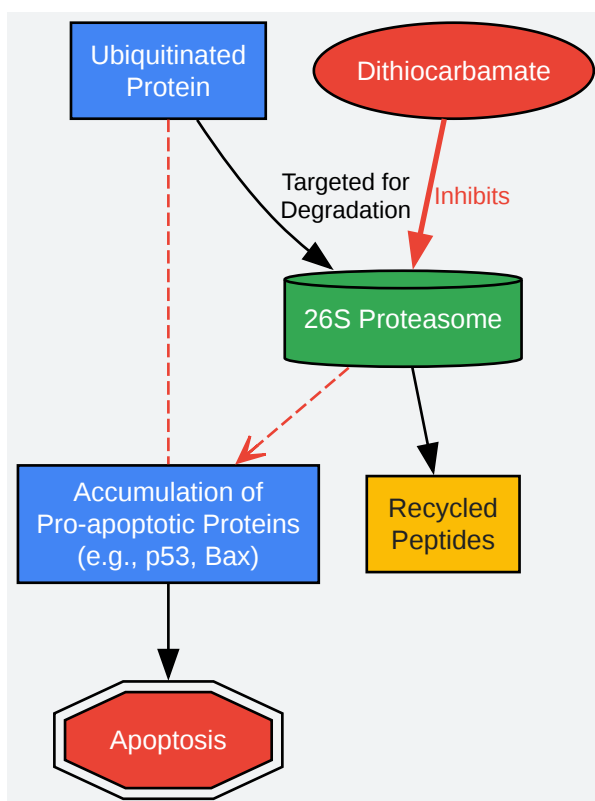 Ubiquitinated
Protein
Dithiocarbamate
Targeted for
Degradation
Inhibits
26S Proteasome
Accumulation of
Pro-apoptotic Proteins
(e.g., p53, Bax)
Recycled
Peptides
Apoptosis